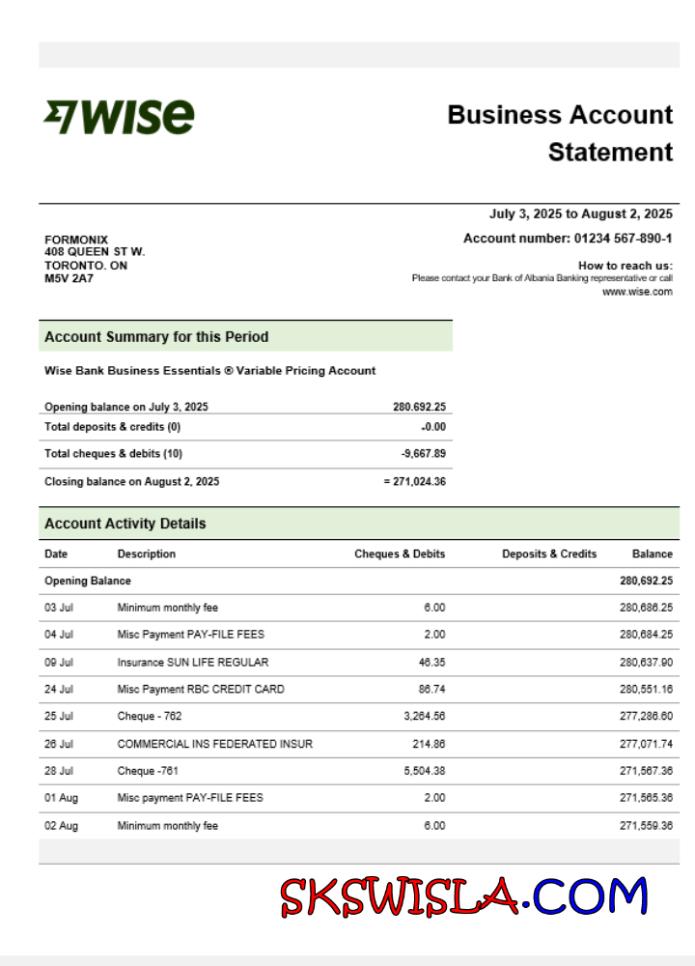 WISE
Business Account
Statement
July 3, 2025 to August 2, 2025
FORMONIX
408 QUEEN ST W.
TORONTO. ON
M5V 2A7
Account number: 01234 567-890-1
How to reach us:
Please contact your Bank of Albania Banking representative or call
www.wise.com
Account Summary for this Period
Wise Bank Business Essentials ® Variable Pricing Account
Opening balance on July 3, 2025 280.692.25
Total deposits & credits (0) -0.00
Total cheques & debits (10) -9,667.89
Closing balance on August 2, 2025 = 271,024.36
Account Activity Details
Date Description Cheques & Debits Deposits & Credits Balance
Opening Balance 280,692.25
03 Jul Minimum monthly fee 6.00 280,686.25
04 Jul Misc Payment PAY-FILE FEES 2.00 280,684.25
09 Jul Insurance SUN LIFE REGULAR 46.35 280,637.90
24 Jul Misc Payment RBC CREDIT CARD 86.74 280,551.16
25 Jul Cheque - 762 3,264.56 277,286.60
26 Jul COMMERCIAL INS FEDERATED INSUR 214.86 277,071.74
28 Jul Cheque -761 5,504.38 271,567.36
01 Aug Misc payment PAY-FILE FEES 2.00 271,565.36
02 Aug Minimum monthly fee 6.00 271,559.36
SKSWISLA.COM